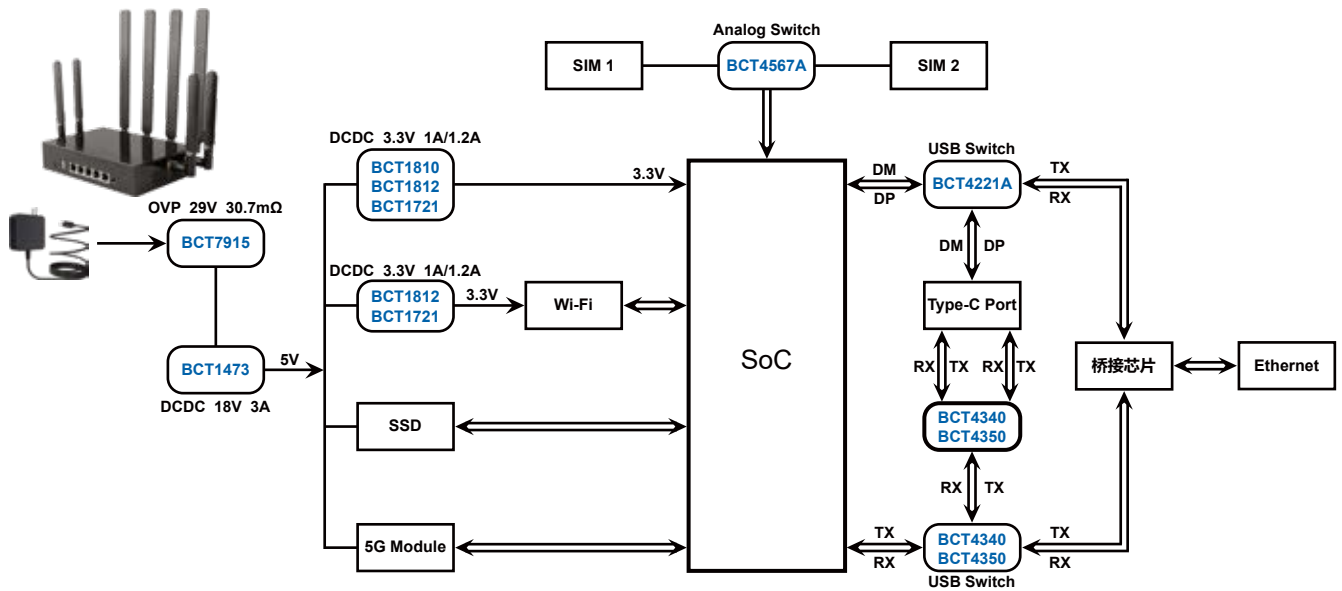 Analog Switch
SIM 1
BCT4567A
SIM 2
DCDC 3.3V 1A/1.2A
BCT1810
BCT1812
BCT1721
3.3V
OVP 29V 30.7mΩ
BCT7915
DCDC 3.3V 1A/1.2A
BCT1812
BCT1721
3.3V
Wi-Fi
BCT1473
5V
DCDC 18V 3A
SSD
5G Module
SoC
USB Switch
DM
DP
BCT4221A
TX
RX
DM DP
Type-C Port
RX TX
RX TX
BCT4340
BCT4350
桥接芯片
Ethernet
RX TX
TX
RX
BCT4340
BCT4350
TX
RX
USB Switch